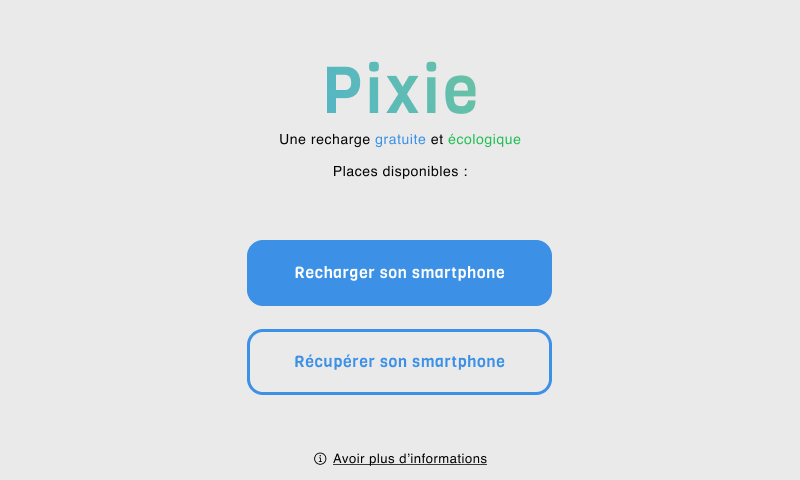 Pixie
Une recharge gratuite et écologique
Places disponibles :
Recharger son smartphone
Récupérer son smartphone
Avoir plus d’informations